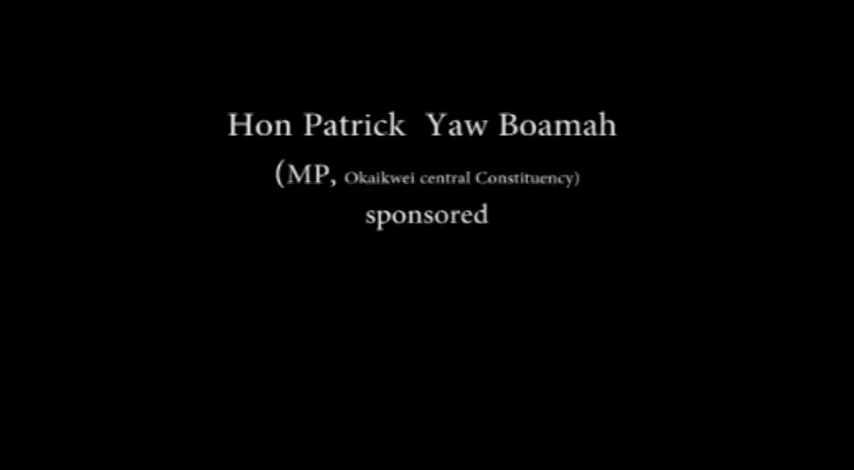 Hon Patrick Yaw Boamah
(MP, Okaikwei central Constituency)
sponsored